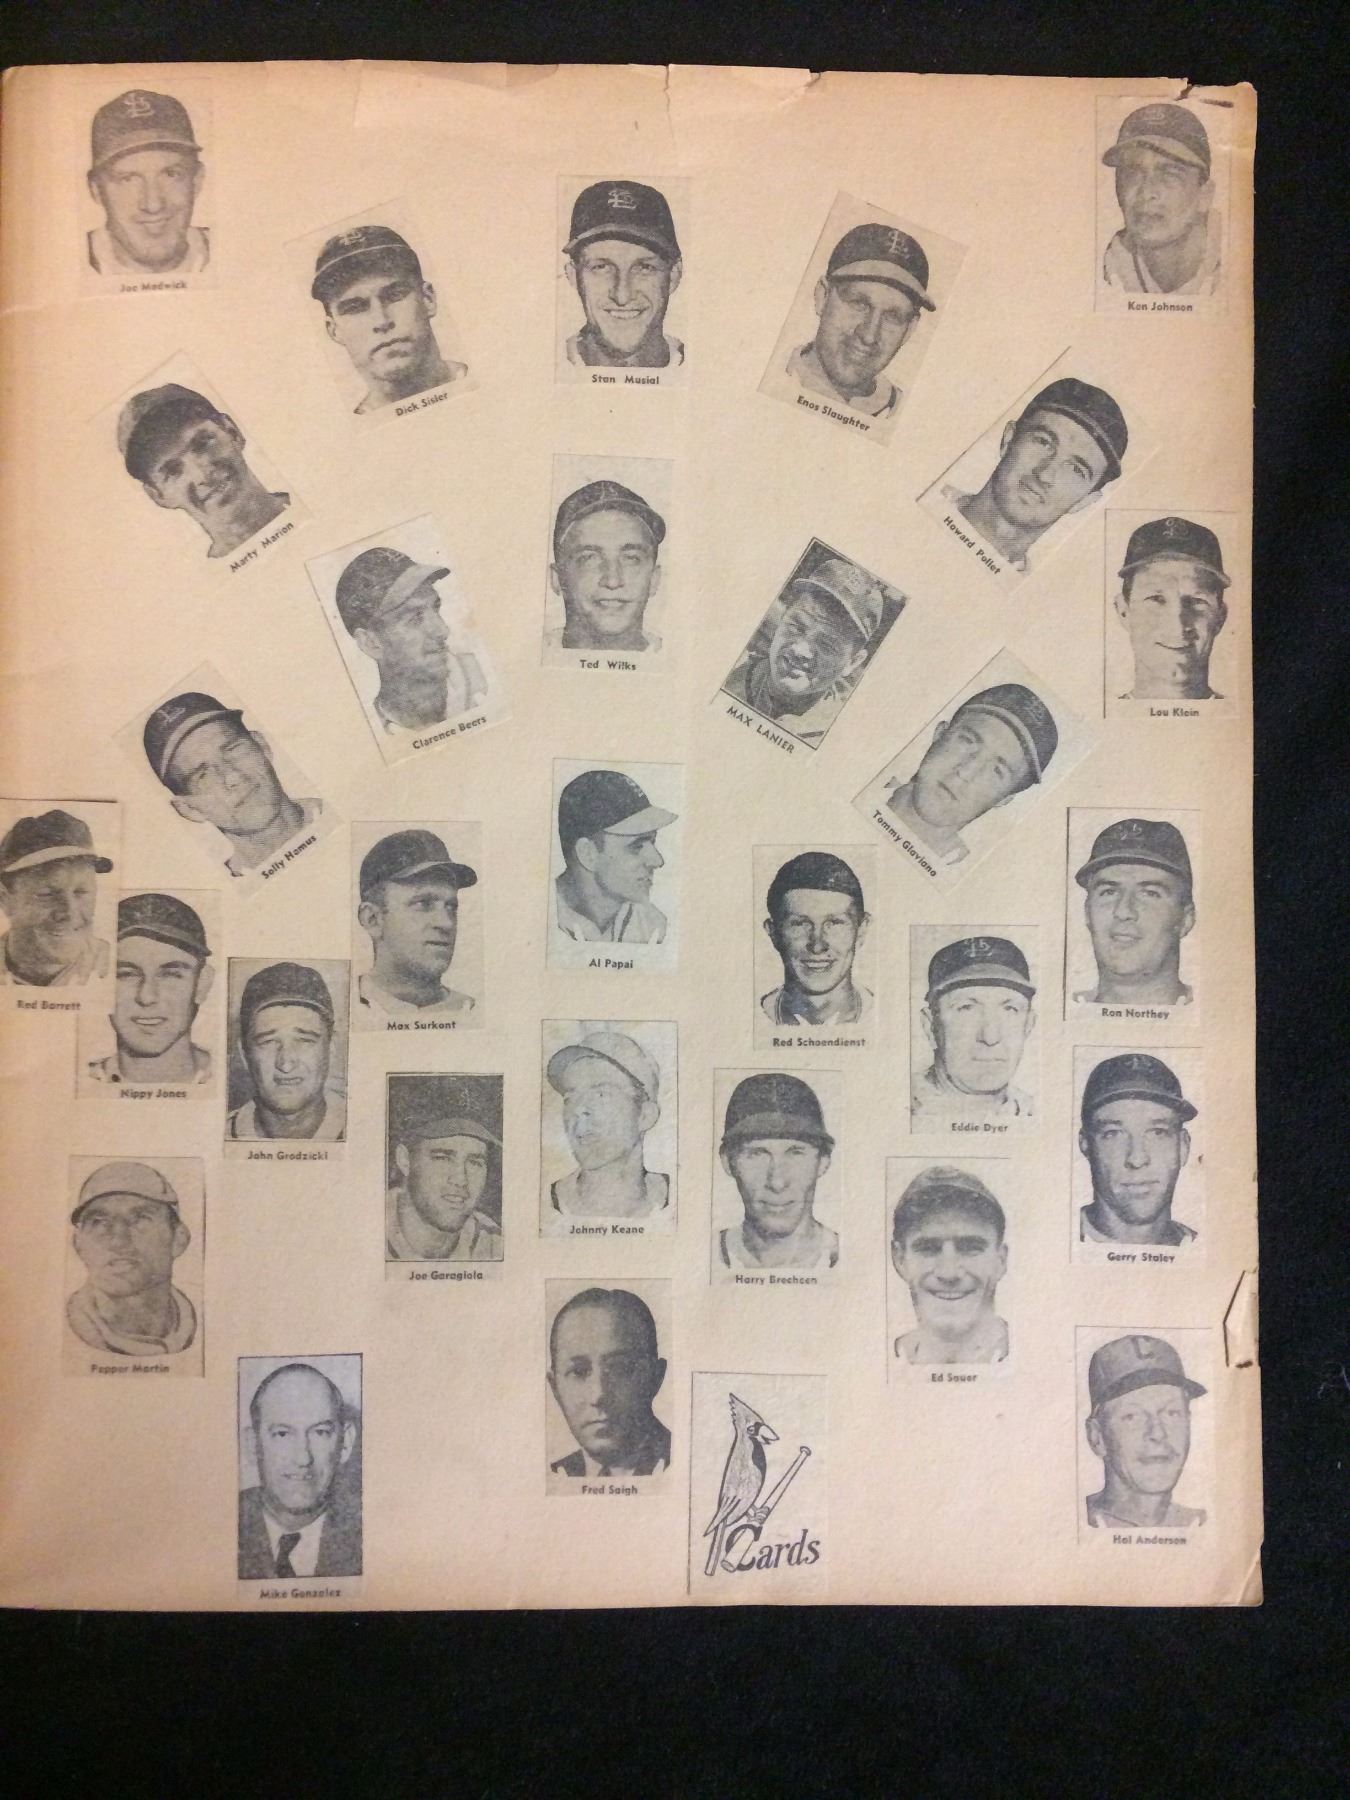 Joe Medwick
Ken Johnson
Dick Sisler
Stan Musial
Enos Slaughter
Marty Marion
Howard Pollet
Clarence Beers
Ted Wilks
MAX LANIER
Lou Klein
Solly Hemus
Tommy Glaviano
Red Barrett
Max Surkont
Al Papai
Red Schoendienst
Ron Northey
Nippy Jones
Eddie Dyer
John Grodzicki
Joe Garagiola
Johnny Keane
Harry Brecheen
Gerry Staley
Pepper Martin
Ed Sauer
Fred Saigh
Cards
Hal Anderson
Mike Gonzalez